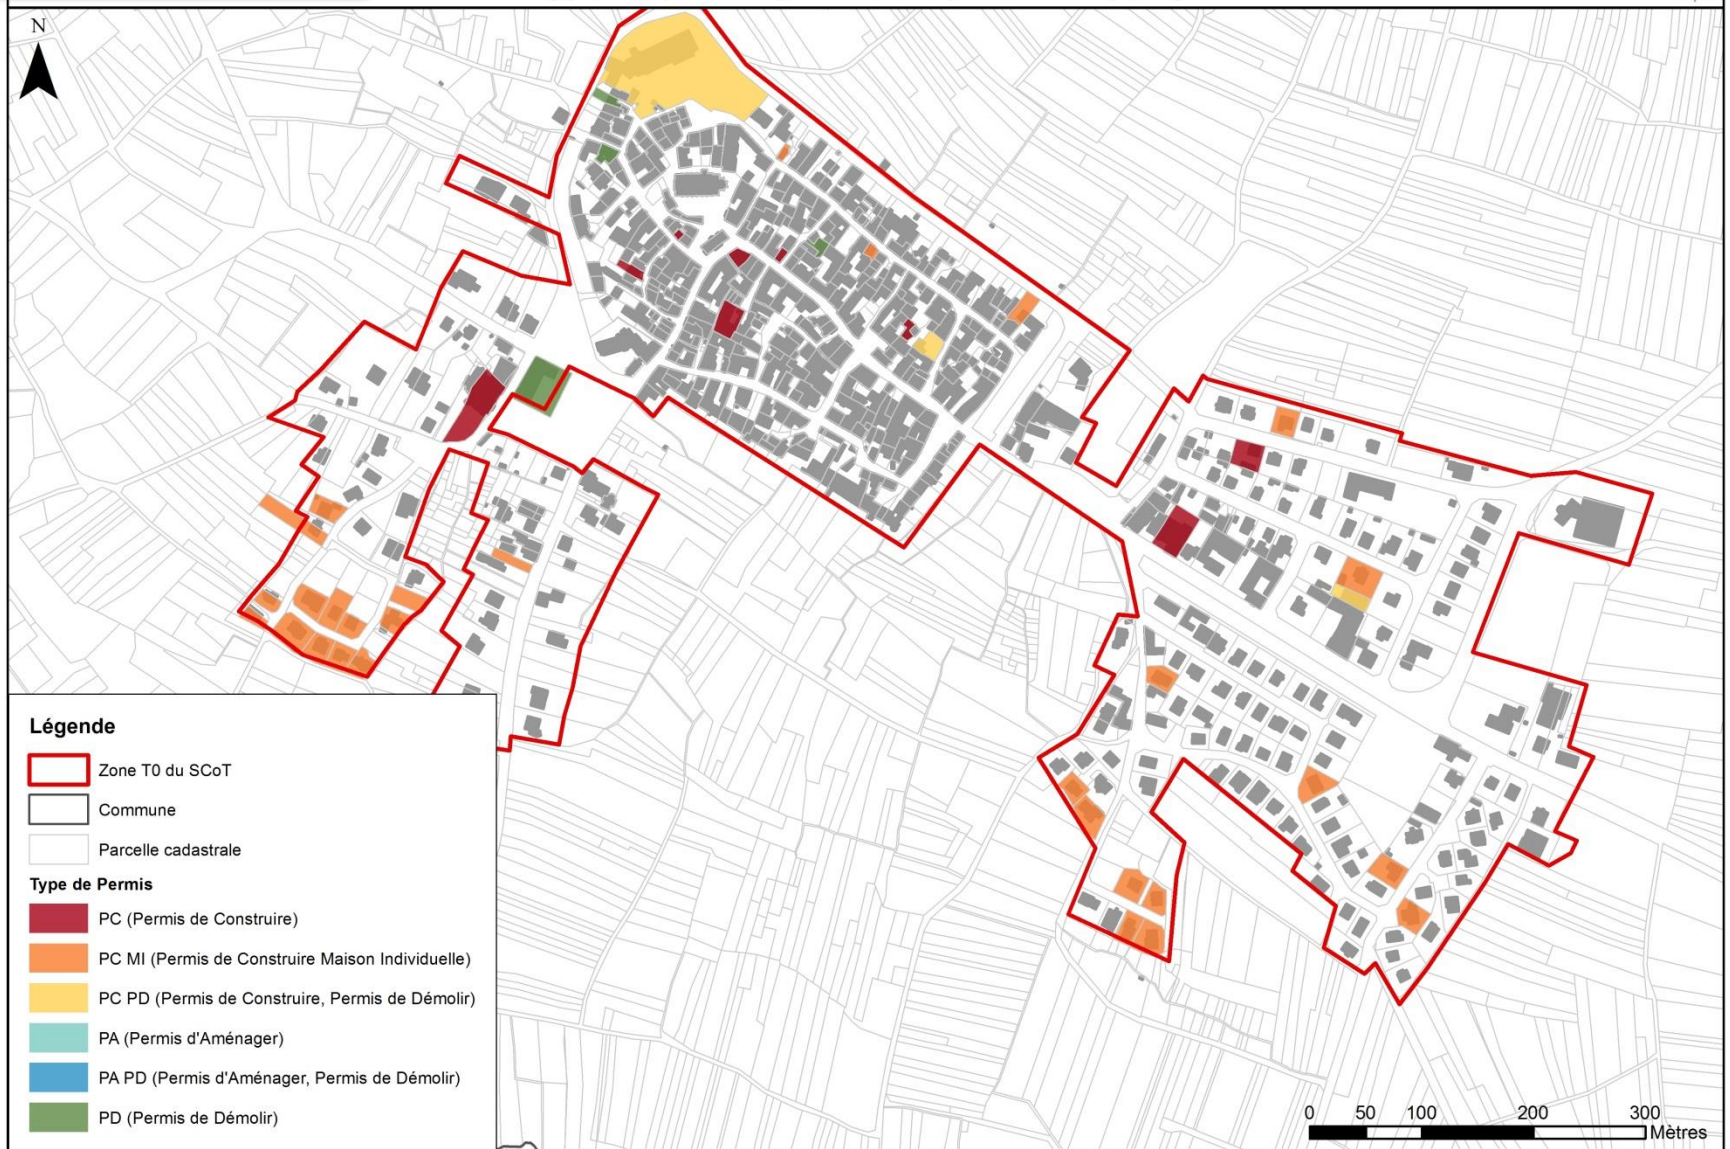 N
Légende
Zone T0 du SCoT
Commune
Parcelle cadastrale
Type de Permis
PC (Permis de Construire)
PC MI (Permis de Construire Maison Individuelle)
PC PD (Permis de Construire, Permis de Démolir)
PA (Permis d'Aménager)
PA PD (Permis d'Aménager, Permis de Démolir)
PD (Permis de Démolir)
0 50 100 200 300
Mètres